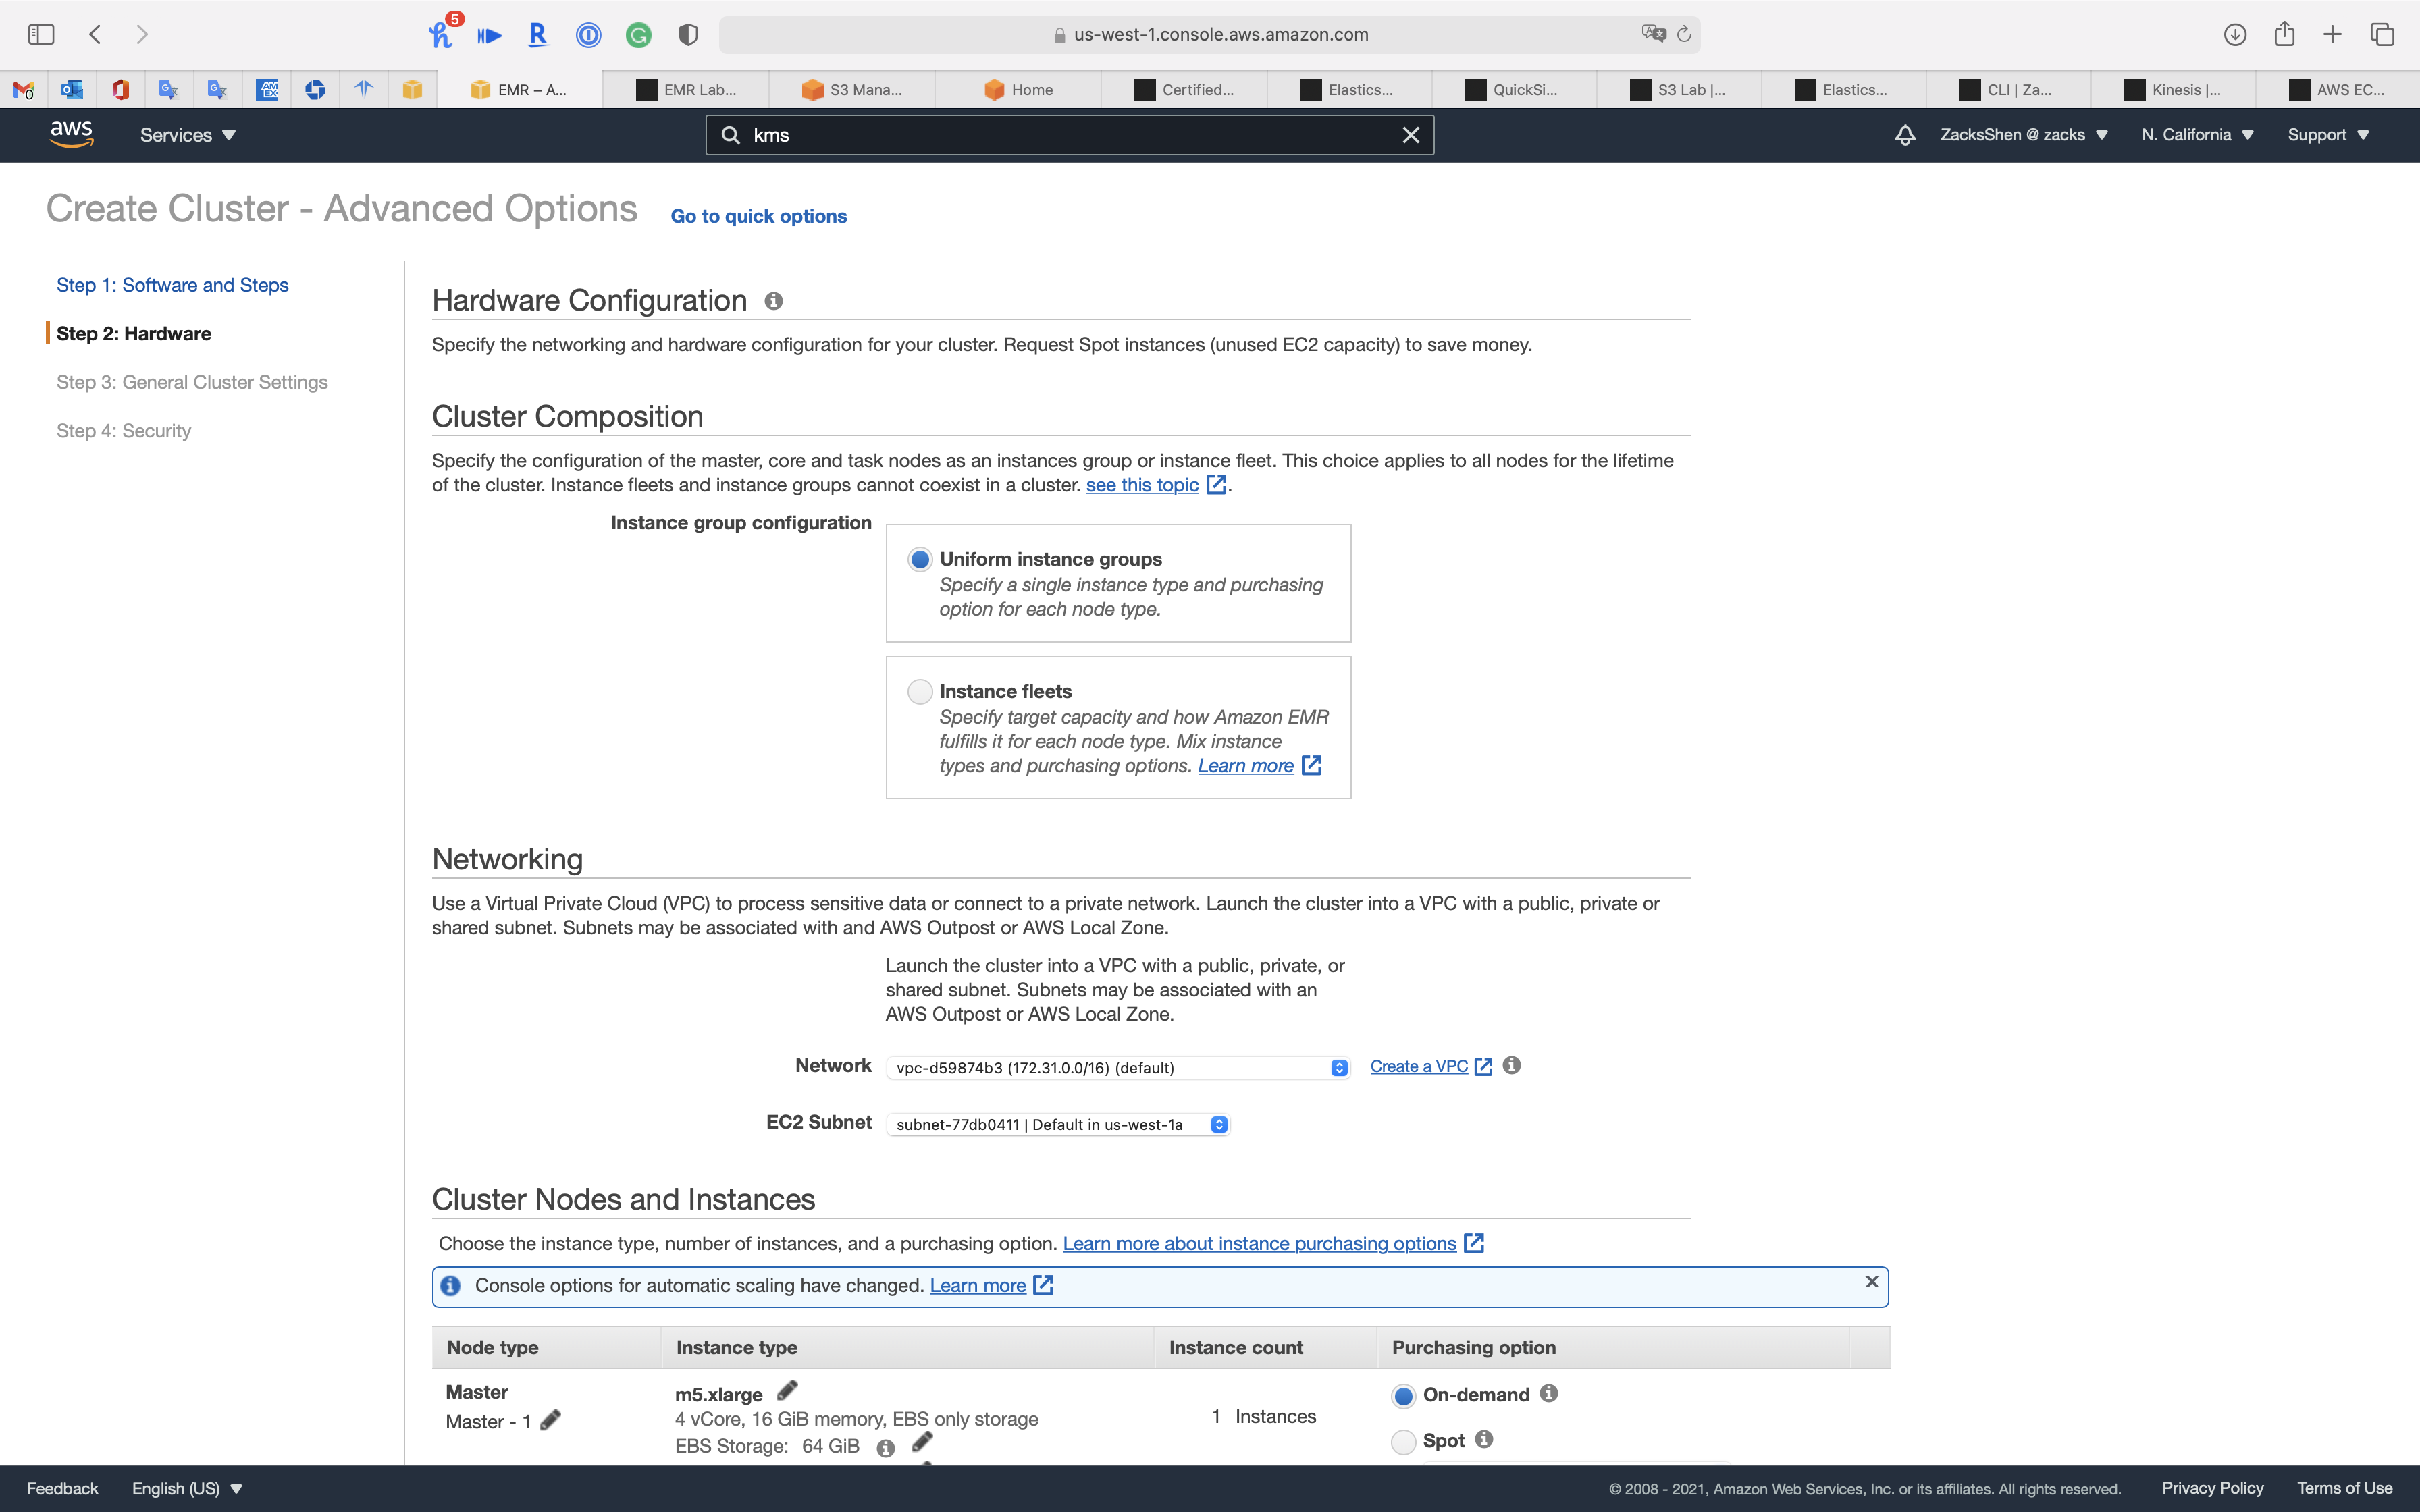 5
us-west-1.console.aws.amazon.com
EMR – A...
EMR Lab...
S3 Mana...
Home
Certified...
Elastics...
QuickSi...
S3 Lab |...
Elastics...
CLI | Za...
Kinesis |...
AWS EC...
aws
Services
kms
ZacksShen @ zacks
N. California
Support
Create Cluster - Advanced Options
Go to quick options
Step 1: Software and Steps
Step 2: Hardware
Step 3: General Cluster Settings
Step 4: Security
Hardware Configuration
Specify the networking and hardware configuration for your cluster. Request Spot instances (unused EC2 capacity) to save money.
Cluster Composition
Specify the configuration of the master, core and task nodes as an instances group or instance fleet. This choice applies to all nodes for the lifetime
of the cluster. Instance fleets and instance groups cannot coexist in a cluster. see this topic .
Instance group configuration
Uniform instance groups
Specify a single instance type and purchasing
option for each node type.
Instance fleets
Specify target capacity and how Amazon EMR
fulfills it for each node type. Mix instance
types and purchasing options. Learn more
Networking
Use a Virtual Private Cloud (VPC) to process sensitive data or connect to a private network. Launch the cluster into a VPC with a public, private or
shared subnet. Subnets may be associated with and AWS Outpost or AWS Local Zone.
Launch the cluster into a VPC with a public, private, or
shared subnet. Subnets may be associated with an
AWS Outpost or AWS Local Zone.
Network
vpc-d59874b3 (172.31.0.0/16) (default)
Create a VPC
EC2 Subnet
subnet-77db0411 | Default in us-west-1a
Cluster Nodes and Instances
Choose the instance type, number of instances, and a purchasing option. Learn more about instance purchasing options
Console options for automatic scaling have changed. Learn more
Node type
Instance type
Instance count
Purchasing option
Master
Master - 1
m5.xlarge
4 vCore, 16 GiB memory, EBS only storage
EBS Storage: 64 GiB
1 Instances
On-demand
Spot
Feedback
English (US)
© 2008 - 2021, Amazon Web Services, Inc. or its affiliates. All rights reserved.
Privacy Policy
Terms of Use